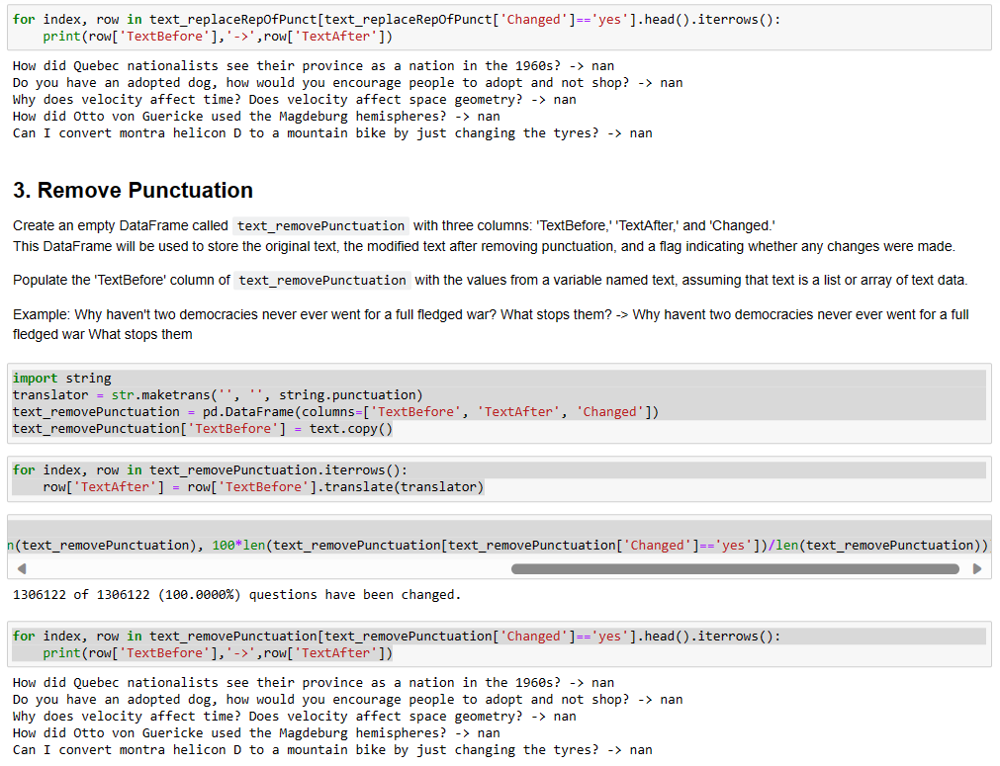 for index, row in text_replaceRepOfPunct[text_replaceRepOfPunct['Changed']=='yes'].head().iterrows():
    print(row['TextBefore'],'->',row['TextAfter'])
How did Quebec nationalists see their province as a nation in the 1960s? -> nan
Do you have an adopted dog, how would you encourage people to adopt and not shop? -> nan
Why does velocity affect time? Does velocity affect space geometry? -> nan
How did Otto von Guericke used the Magdeburg hemispheres? -> nan
Can I convert montra helicon D to a mountain bike by just changing the tyres? -> nan
3. Remove Punctuation
Create an empty DataFrame called text_removePunctuation with three columns: 'TextBefore,' 'TextAfter,' and 'Changed.'
This DataFrame will be used to store the original text, the modified text after removing punctuation, and a flag indicating whether any changes were made.
Populate the 'TextBefore' column of text_removePunctuation with the values from a variable named text, assuming that text is a list or array of text data.
Example: Why haven't two democracies never ever went for a full fledged war? What stops them? -> Why havent two democracies never ever went for a full
fledged war What stops them
import string
translator = str.maketrans('', '', string.punctuation)
text_removePunctuation = pd.DataFrame(columns=['TextBefore', 'TextAfter', 'Changed'])
text_removePunctuation['TextBefore'] = text.copy()
for index, row in text_removePunctuation.iterrows():
    row['TextAfter'] = row['TextBefore'].translate(translator)
n(text_removePunctuation), 100*len(text_removePunctuation[text_removePunctuation['Changed']=='yes'])/len(text_removePunctuation))
1306122 of 1306122 (100.0000%) questions have been changed.
for index, row in text_removePunctuation[text_removePunctuation['Changed']=='yes'].head().iterrows():
    print(row['TextBefore'],'->',row['TextAfter'])
How did Quebec nationalists see their province as a nation in the 1960s? -> nan
Do you have an adopted dog, how would you encourage people to adopt and not shop? -> nan
Why does velocity affect time? Does velocity affect space geometry? -> nan
How did Otto von Guericke used the Magdeburg hemispheres? -> nan
Can I convert montra helicon D to a mountain bike by just changing the tyres? -> nan